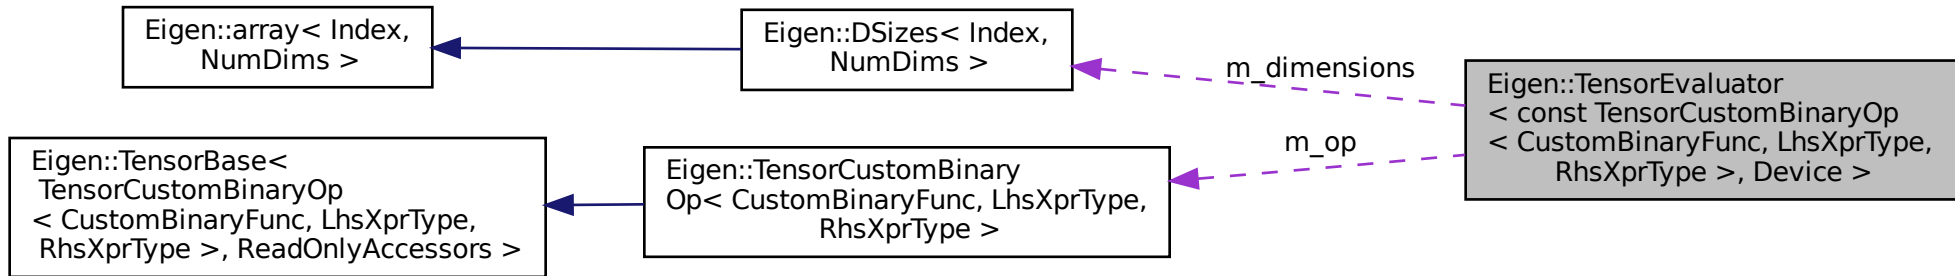 Eigen::array< Index,
NumDims >
Eigen::DSizes< Index,
NumDims >
m_dimensions
Eigen::TensorEvaluator
< const TensorCustomBinaryOp
< CustomBinaryFunc, LhsXprType,
RhsXprType >, Device >
Eigen::TensorBase<
TensorCustomBinaryOp
< CustomBinaryFunc, LhsXprType,
RhsXprType >, ReadOnlyAccessors >
Eigen::TensorCustomBinary
Op< CustomBinaryFunc, LhsXprType,
RhsXprType >
m_op